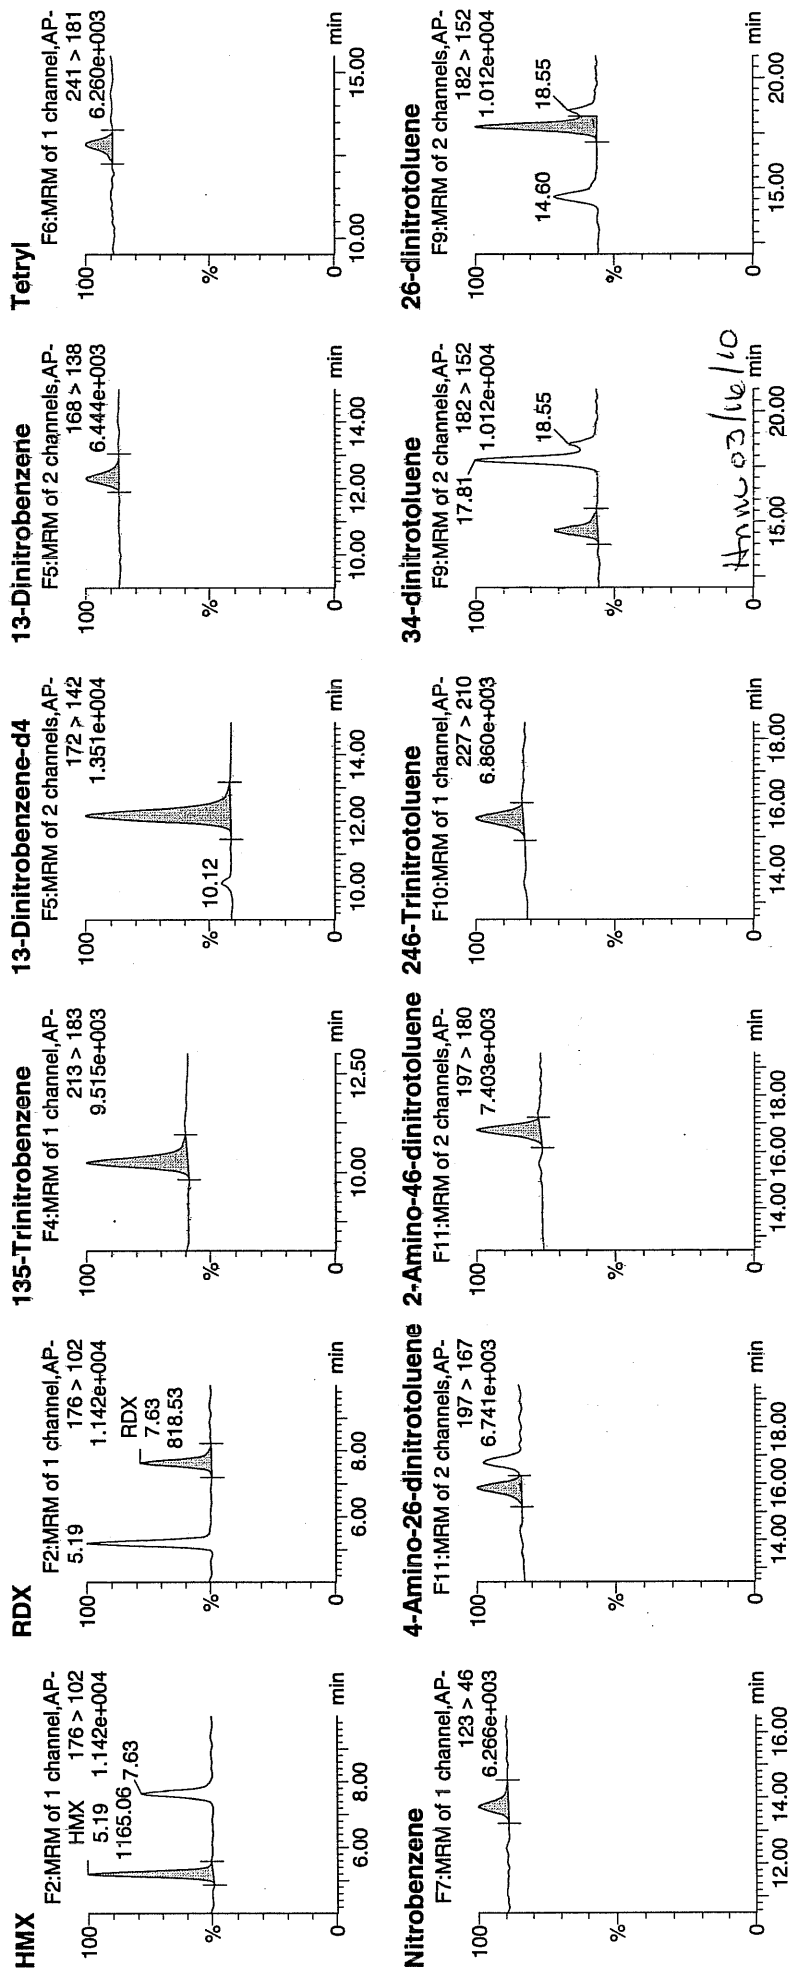 HMX
F2:MRM of 1 channel,AP-
HMX 176 > 102
5.19 1.142e+004
1165.06
7.63
100
%
0
6.00 8.00
min
RDX
F2:MRM of 1 channel,AP-
5.19 176 > 102
1.142e+004
RDX
7.63
818.53
100
%
0
6.00 8.00
min
135-Trinitrobenzene
F4:MRM of 1 channel,AP-
213 > 183
9.515e+003
100
%
0
10.00 12.50
min
13-Dinitrobenzene-d4
F5:MRM of 2 channels,AP-
172 > 142
1.351e+004
10.12
100
%
0
10.00 12.00 14.00
min
13-Dinitrobenzene
F5:MRM of 2 channels,AP-
168 > 138
6.444e+003
100
%
0
10.00 12.00 14.00
min
Tetryl
F6:MRM of 1 channel,AP-
241 > 181
6.260e+003
100
%
0
10.00 15.00
min
Nitrobenzene
F7:MRM of 1 channel,AP-
123 > 46
6.266e+003
100
%
0
12.00 14.00 16.00
min
4-Amino-26-dinitrotoluene
F11:MRM of 2 channels,AP-
197 > 167
6.741e+003
100
%
0
14.00 16.00 18.00
min
2-Amino-46-dinitrotoluene
F11:MRM of 2 channels,AP-
197 > 180
7.403e+003
100
%
0
14.00 16.00 18.00
min
246-Trinitrotoluene
F10:MRM of 1 channel,AP-
227 > 210
6.860e+003
100
%
0
14.00 16.00 18.00
min
34-dinitrotoluene
F9:MRM of 2 channels,AP-
17.81 182 > 152
1.012e+004
18.55
100
%
0
15.00 20.00
min
03/16/10
26-dinitrotoluene
F9:MRM of 2 channels,AP-
182 > 152
1.012e+004
14.60
18.55
100
%
0
15.00 20.00
min